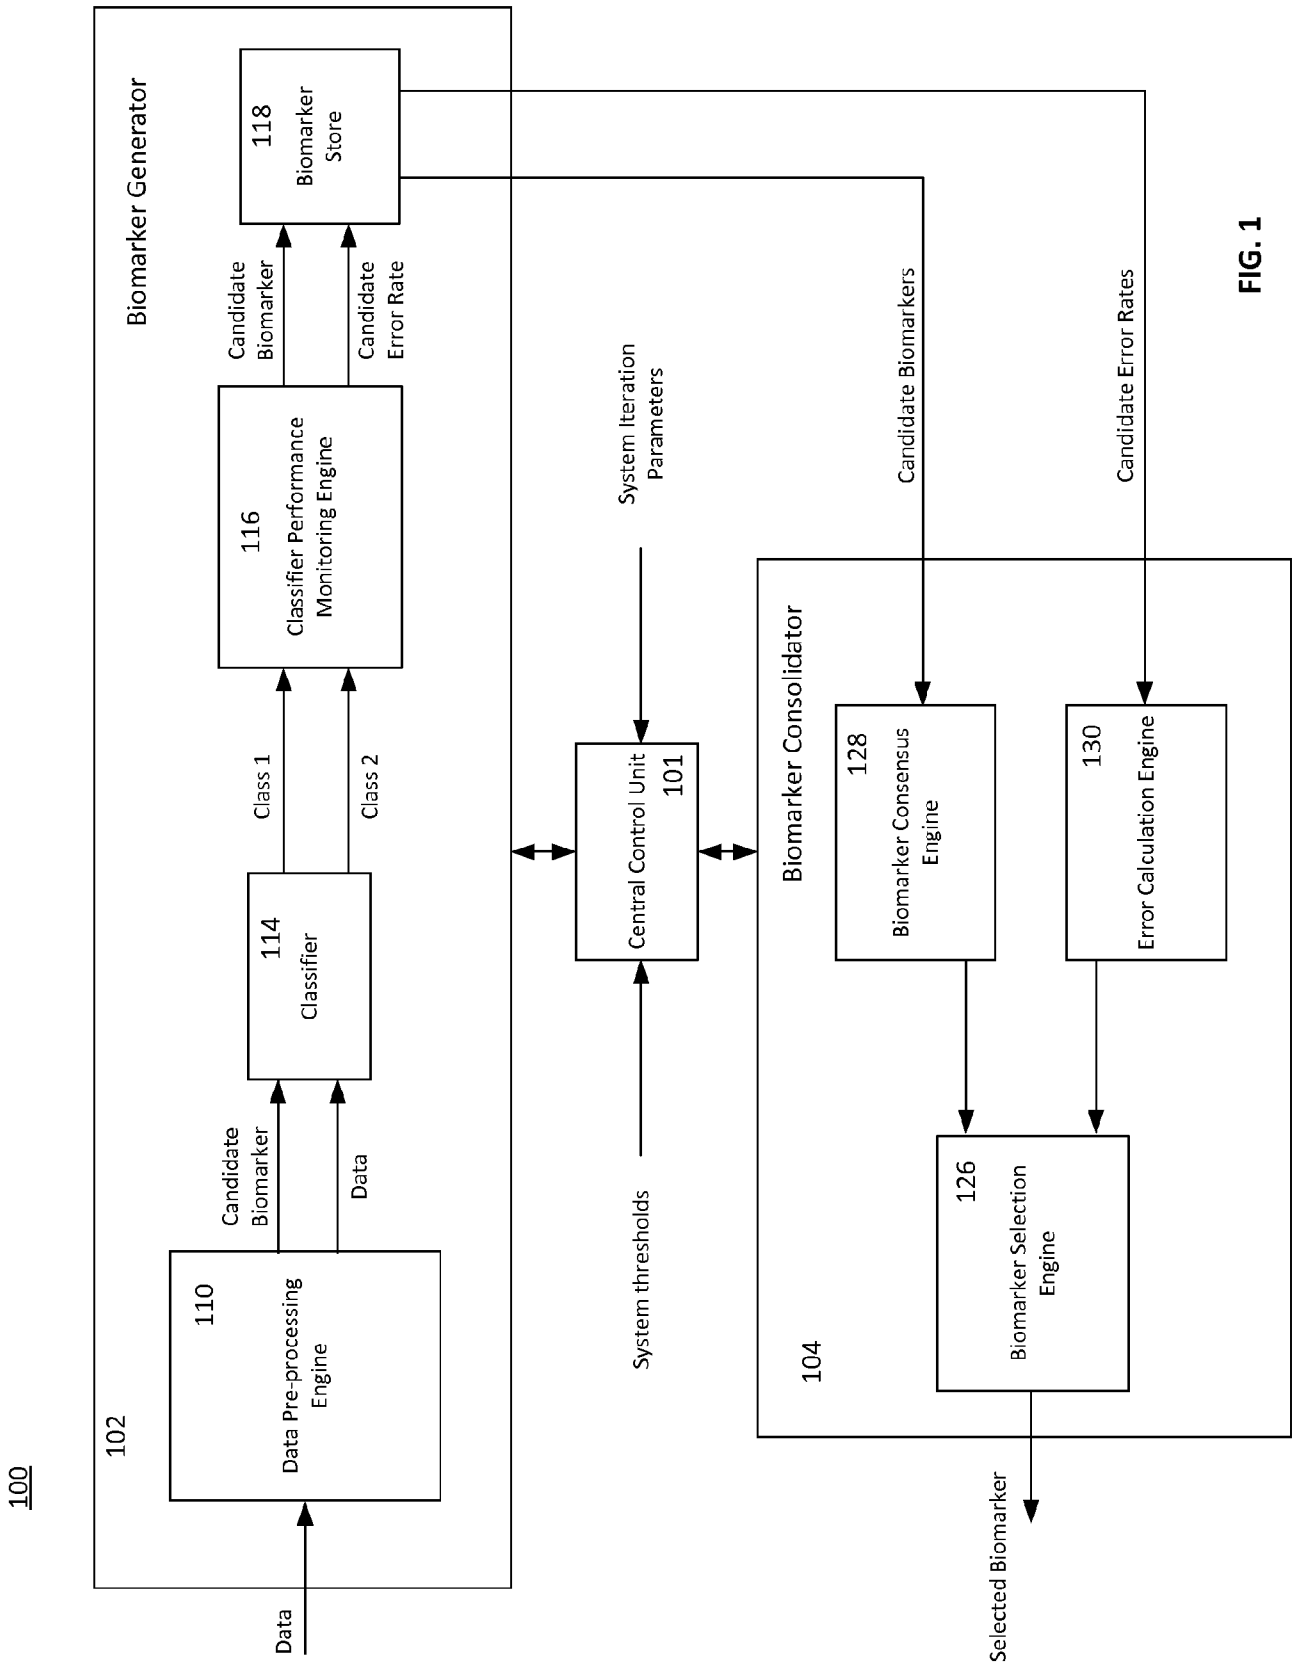 100
102
Biomarker Generator
Data
110
Data Pre-processing
Engine
Candidate
Biomarker
Data
114
Classifier
Class 1
Class 2
116
Classifier Performance
Monitoring Engine
Candidate
Biomarker
Candidate
Error Rate
118
Biomarker
Store
System thresholds
Central Control Unit
101
System Iteration
Parameters
104
Biomarker Consolidator
Selected Biomarker
126
Biomarker Selection
Engine
128
Biomarker Consensus
Engine
Candidate Biomarkers
130
Error Calculation Engine
Candidate Error Rates
FIG. 1